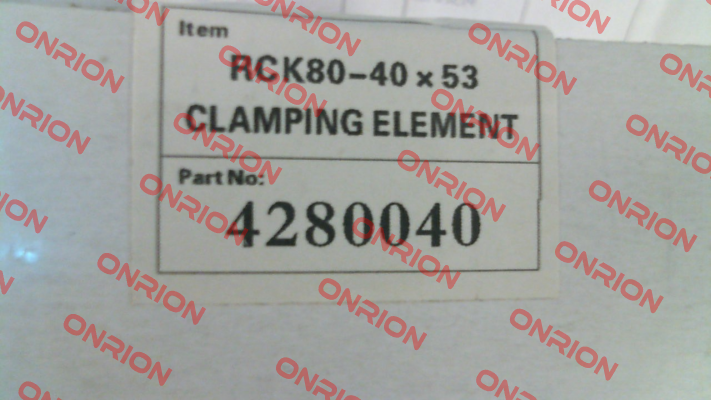 Item
RCK80-40 x 53
CLAMPING ELEMENT
Part No:
4280040
ONRION